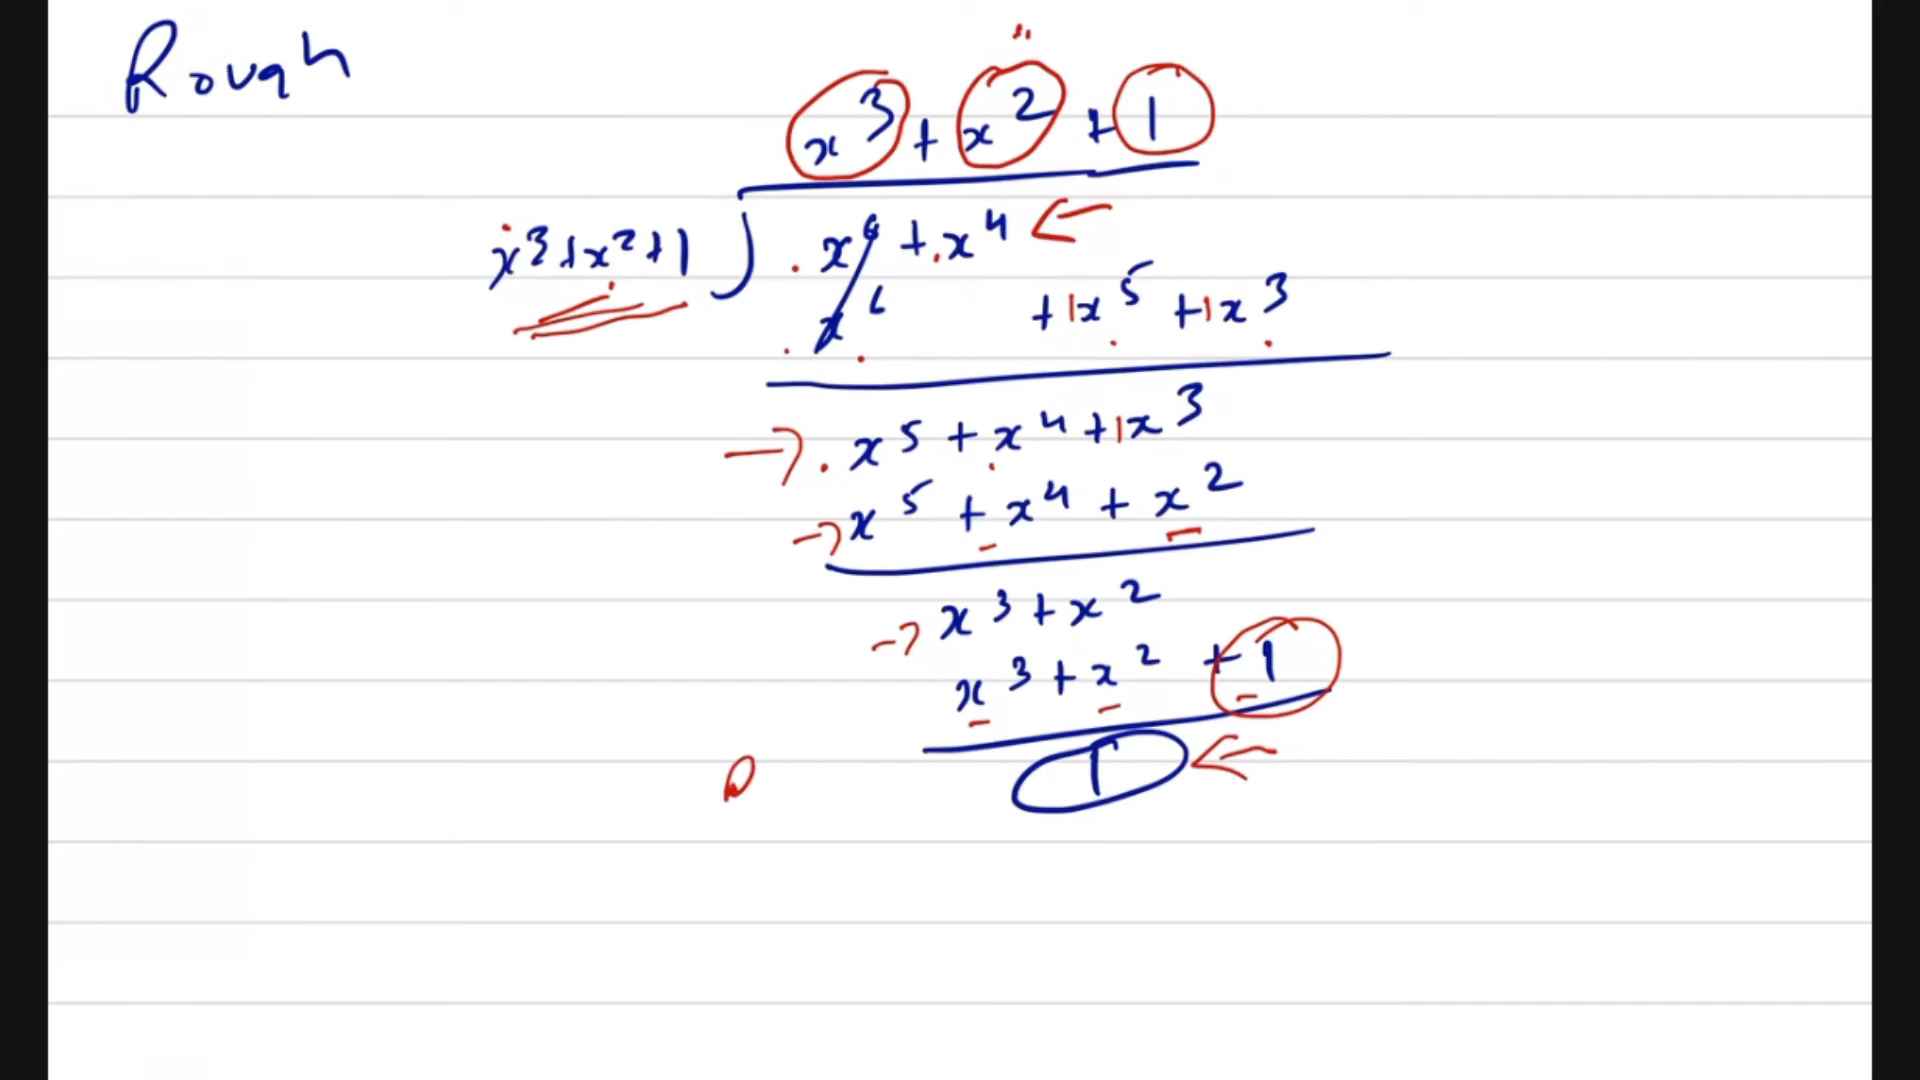 Rough
x³ + x² + 1
x³+x²+1 ) x⁶ + x⁴
x⁶ + 1x⁵ + 1x³
x⁵ + x⁴ + 1x³
x⁵ + x⁴ + x²
x³ + x²
x³ + x² + 1
1